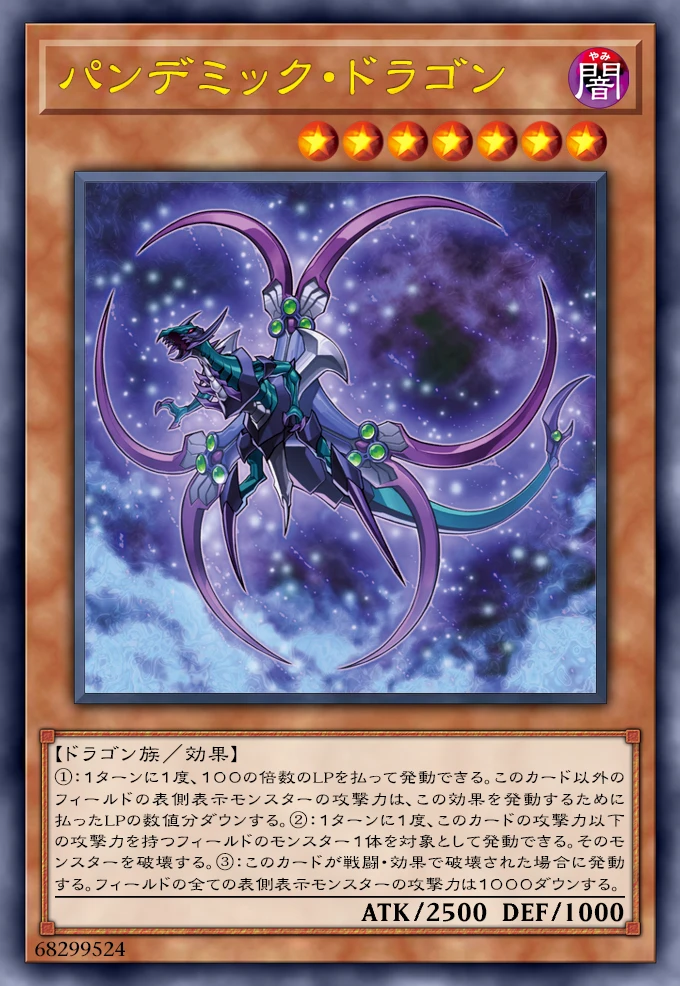 パンデミック・ドラゴン
やみ
闇
【ドラゴン族／効果】
①：1ターンに1度、100の倍数のLPを払って発動できる。このカード以外の
フィールドの表側表示モンスターの攻撃力は、この効果を発動するために
払ったLPの数値分ダウンする。②：1ターンに1度、このカードの攻撃力以下
の攻撃力を持つフィールドのモンスター1体を対象として発動できる。そのモ
ンスターを破壊する。③：このカードが戦闘・効果で破壊された場合に発動
する。フィールドの全ての表側表示モンスターの攻撃力は1000ダウンする。
ATK/2500 DEF/1000
68299524